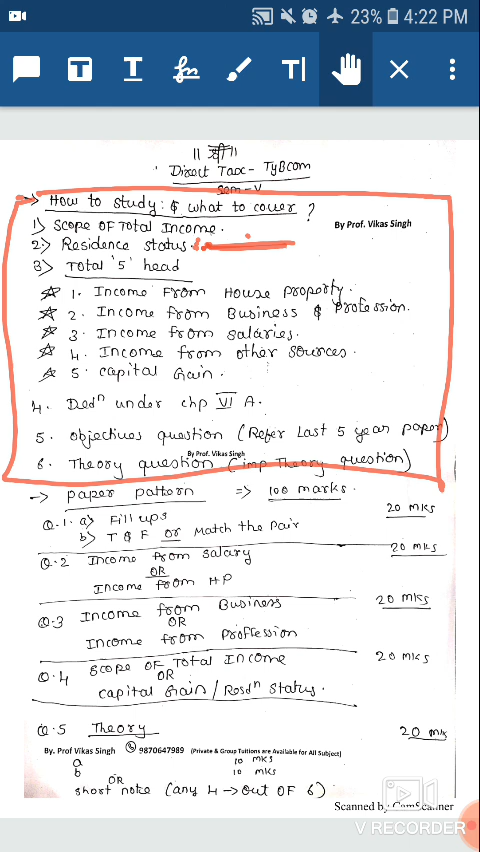 23% 4:22 PM
T T T|
|| श्री ||
Direct Tax - TyBcom
Sem - V
→ How to study: & what to cover ?
1) Scope OF Total Income.
By Prof. Vikas Singh
2) Residence status.
3) Total '5' head
☆ 1. Income From House Property.
☆ 2. Income from Business & Profession.
☆ 3. Income from salaries.
☆ 4. Income from other sources.
☆ 5. capital Gain.
4. Dedⁿ under chp VI A.
5. objectives question (Refer Last 5 year paper)
By Prof. Vikas Singh
6. Theory question (imp Theory question)
→ paper pattern => 100 marks.
Q.1. a) Fill ups 20 mks
b) T & F or Match the pair
Q.2 Income from salary 20 mks
OR
Income from HP
Q.3 Income from Business 20 mks
OR
Income from Profession
Q.4 Scope OF Total Income 20 mks
OR
capital Gain / Resdⁿ status.
Q.5 Theory 20 mks
By. Prof Vikas Singh 9870647989 (Private & Group Tuitions are Available for All Subject)
a 10 mks
b 10 mks
OR
short note (any 4 → out OF 6)
Scanned by CamScanner
V RECORDER